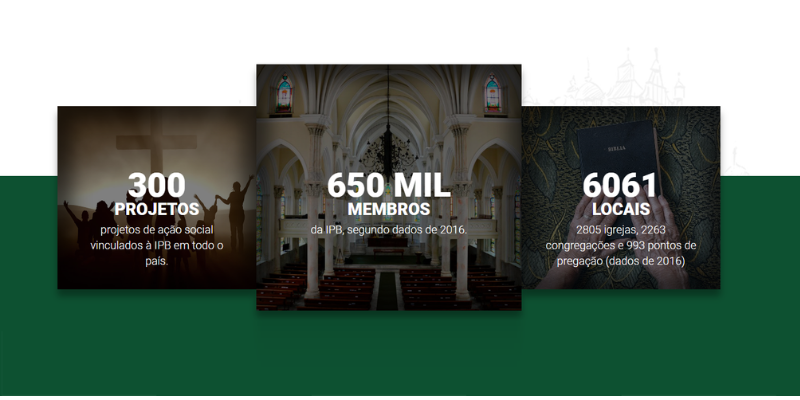 300
PROJETOS
projetos de ação social
vinculados à IPB em todo o
país.
650 MIL
MEMBROS
da IPB, segundo dados de 2016.
BIBLIA
6061
LOCAIS
2805 igrejas, 2263
congregações e 993 pontos de
pregação (dados de 2016)